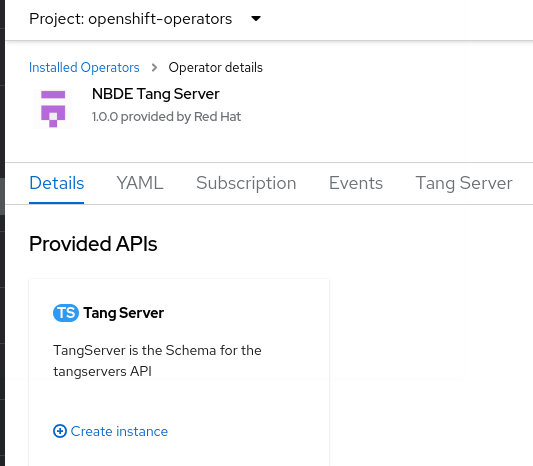 Project: openshift-operators
Installed Operators > Operator details
NBDE Tang Server
1.0.0 provided by Red Hat
Details YAML Subscription Events Tang Server
Provided APIs
TS Tang Server
TangServer is the Schema for the
tangservers API
Create instance